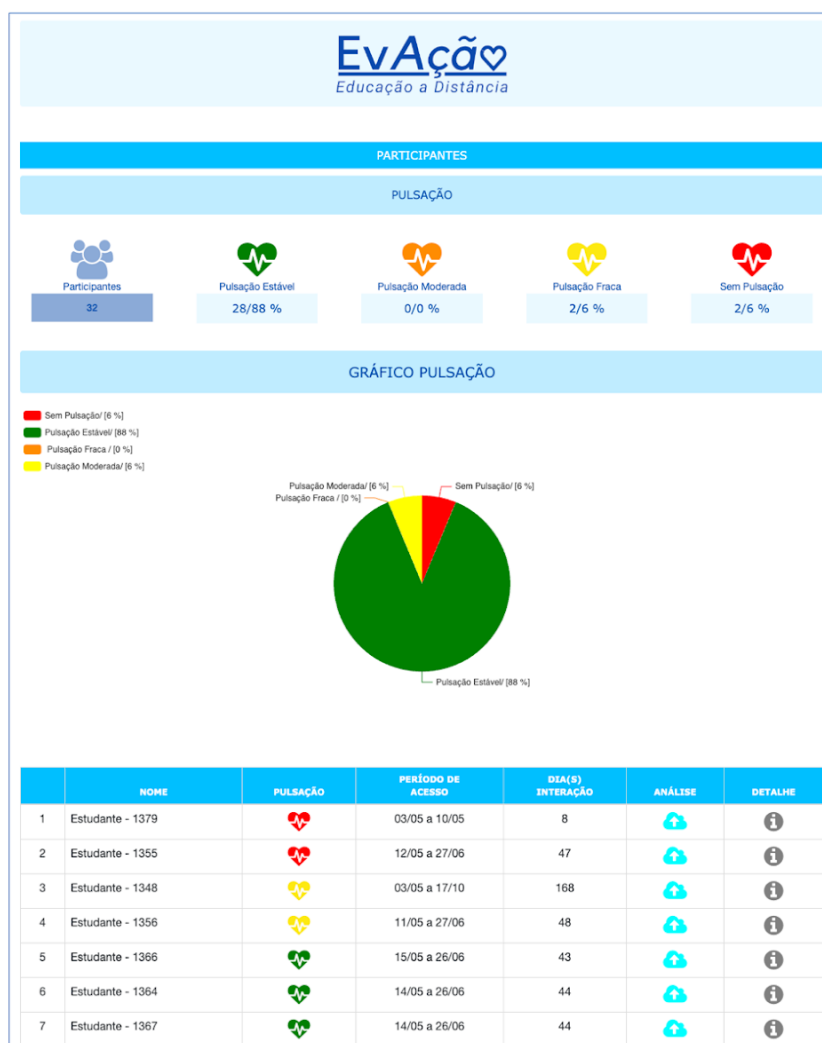 EvAção
Educação a Distância
PARTICIPANTES
PULSAÇÃO
Participantes Pulsação Estável Pulsação Moderada Pulsação Fraca Sem Pulsação
32 28/88 % 0/0 % 2/6 % 2/6 %
GRÁFICO PULSAÇÃO
Sem Pulsação/ [6 %]
Pulsação Estável/ [88 %]
Pulsação Fraca / [0 %]
Pulsação Moderada/ [6 %]
Pulsação Moderada/ [6 %] Sem Pulsação/ [6 %]
Pulsação Fraca / [0 %]
Pulsação Estável/ [88 %]
NOME PULSAÇÃO PERÍODO DE ACESSO DIA(S) INTERAÇÃO ANÁLISE DETALHE
1 Estudante - 1379 03/05 a 10/05 8
2 Estudante - 1355 12/05 a 27/06 47
3 Estudante - 1348 03/05 a 17/10 168
4 Estudante - 1356 11/05 a 27/06 48
5 Estudante - 1366 15/05 a 26/06 43
6 Estudante - 1364 14/05 a 26/06 44
7 Estudante - 1367 14/05 a 26/06 44